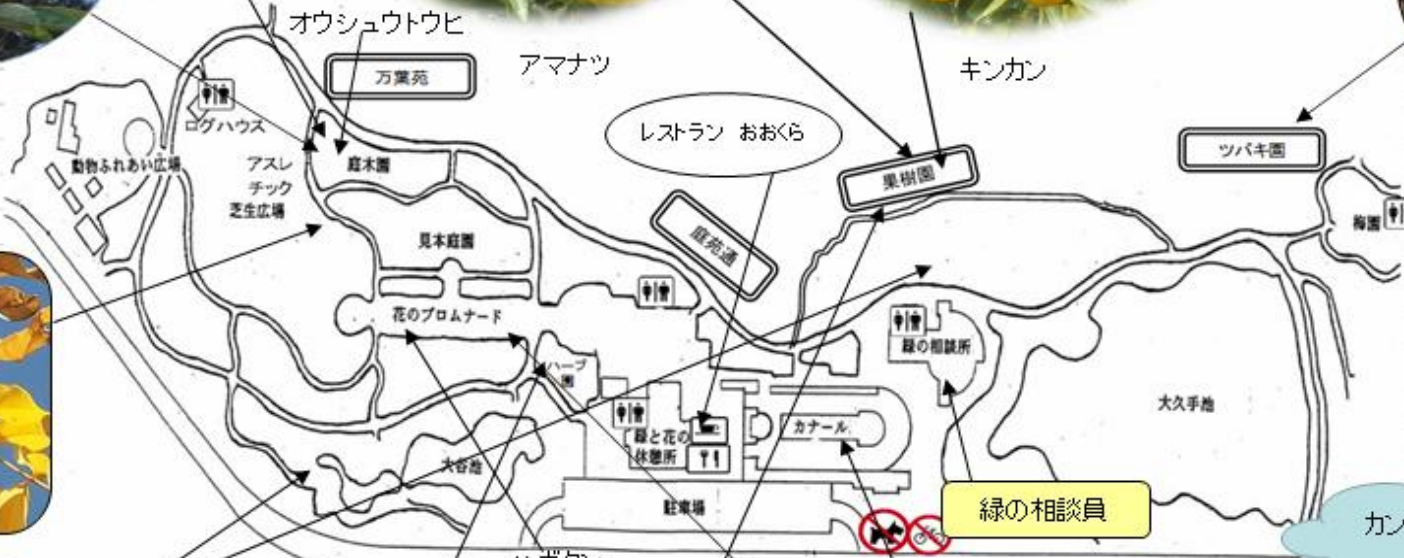 オウシュウトウヒ
万葉苑
アマナツ
キンカン
レストラン おおくら
ツバキ園
ログハウス
動物ふれあい広場
アスレ
チック
芝生広場
庭木園
果樹園
梅園
見本庭園
庭苑通
花のプロムナード
ハーブ
園
緑の相談所
大久手池
カナール
緑と花の
休憩所
大谷池
駐車場
緑の相談員
カン